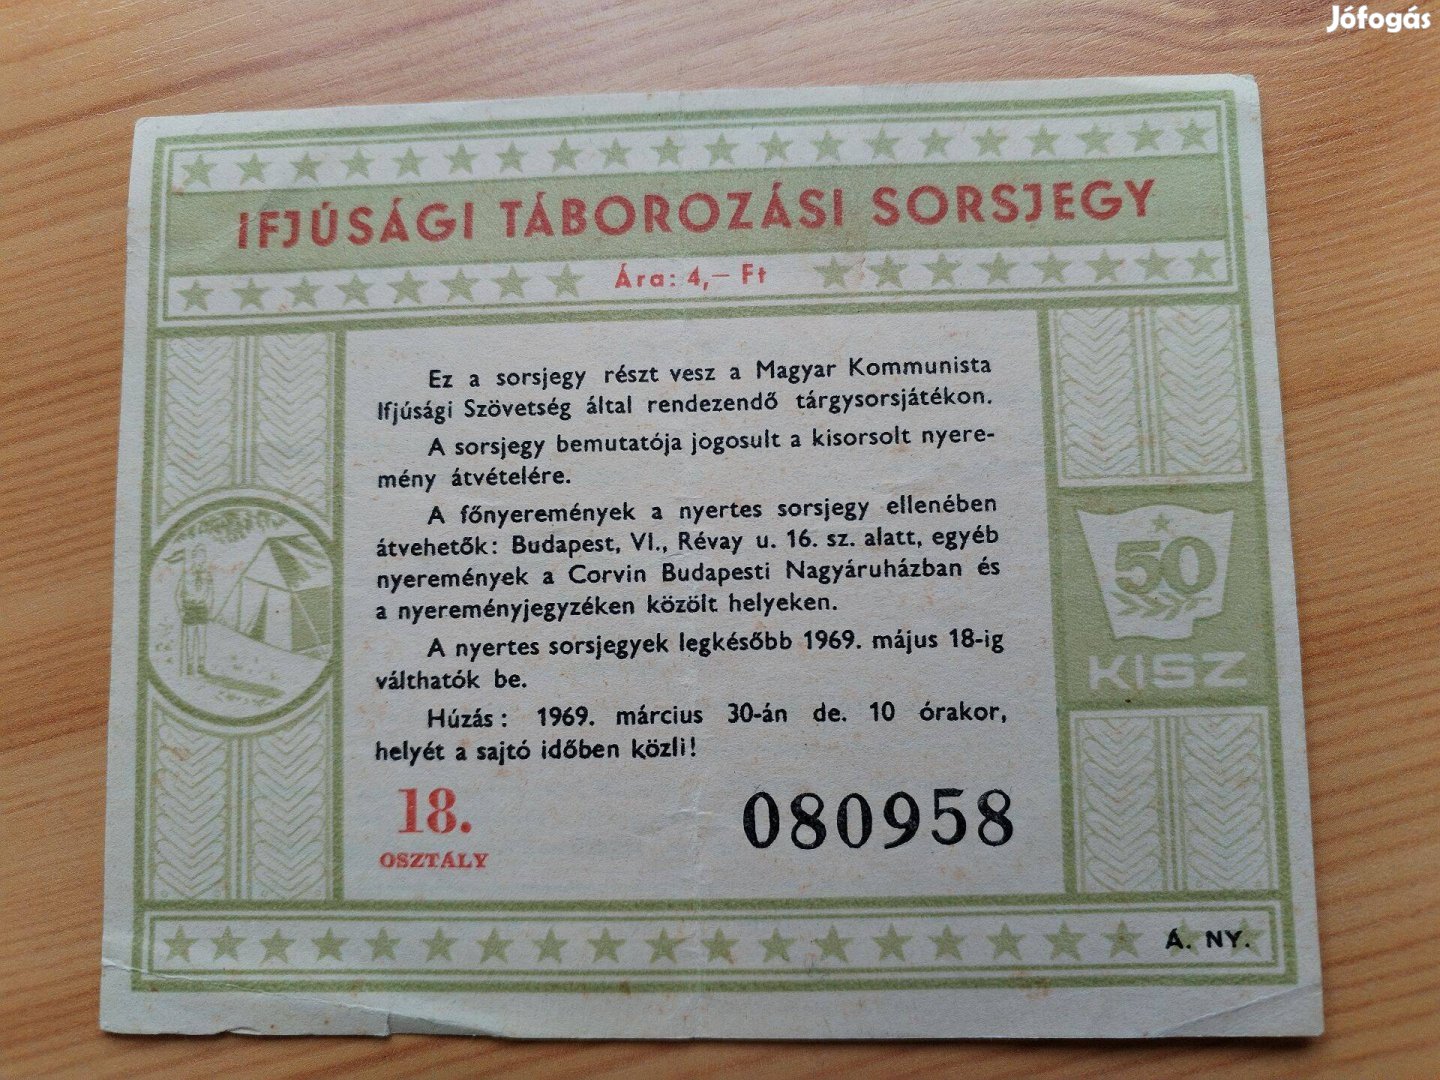 Jófogás
IFJÚSÁGI TÁBOROZÁSI SORSJEGY
Ára: 4,— Ft
Ez a sorsjegy részt vesz a Magyar Kommunista
Ifjúsági Szövetség által rendezendő tárgysorsjátékon.
A sorsjegy bemutatója jogosult a kisorsolt nyere-
mény átvételére.
A főnyeremények a nyertes sorsjegy ellenében
átvehetők: Budapest, VI., Révay u. 16. sz. alatt, egyéb
nyeremények a Corvin Budapesti Nagyáruházban és
a nyereményjegyzéken közölt helyeken.
A nyertes sorsjegyek legkésőbb 1969. május 18-ig
válthatók be.
Húzás: 1969. március 30-án de. 10 órakor,
helyét a sajtó időben közli!
50
KISZ
18.
OSZTÁLY
080958
Á. NY.